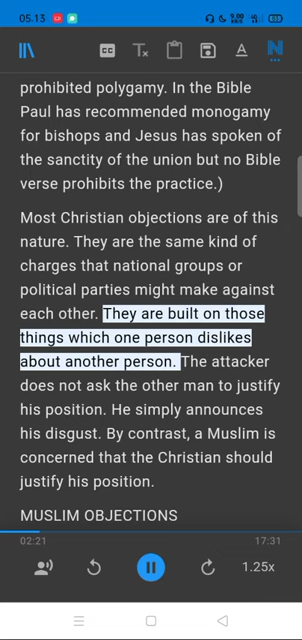 05.13
9.00
KB/S
4G
CC
prohibited polygamy. In the Bible
Paul has recommended monogamy
for bishops and Jesus has spoken of
the sanctity of the union but no Bible
verse prohibits the practice.)
Most Christian objections are of this
nature. They are the same kind of
charges that national groups or
political parties might make against
each other. They are built on those
things which one person dislikes
about another person. The attacker
does not ask the other man to justify
his position. He simply announces
his disgust. By contrast, a Muslim is
concerned that the Christian should
justify his position.
MUSLIM OBJECTIONS
02:21
17:31
1.25x